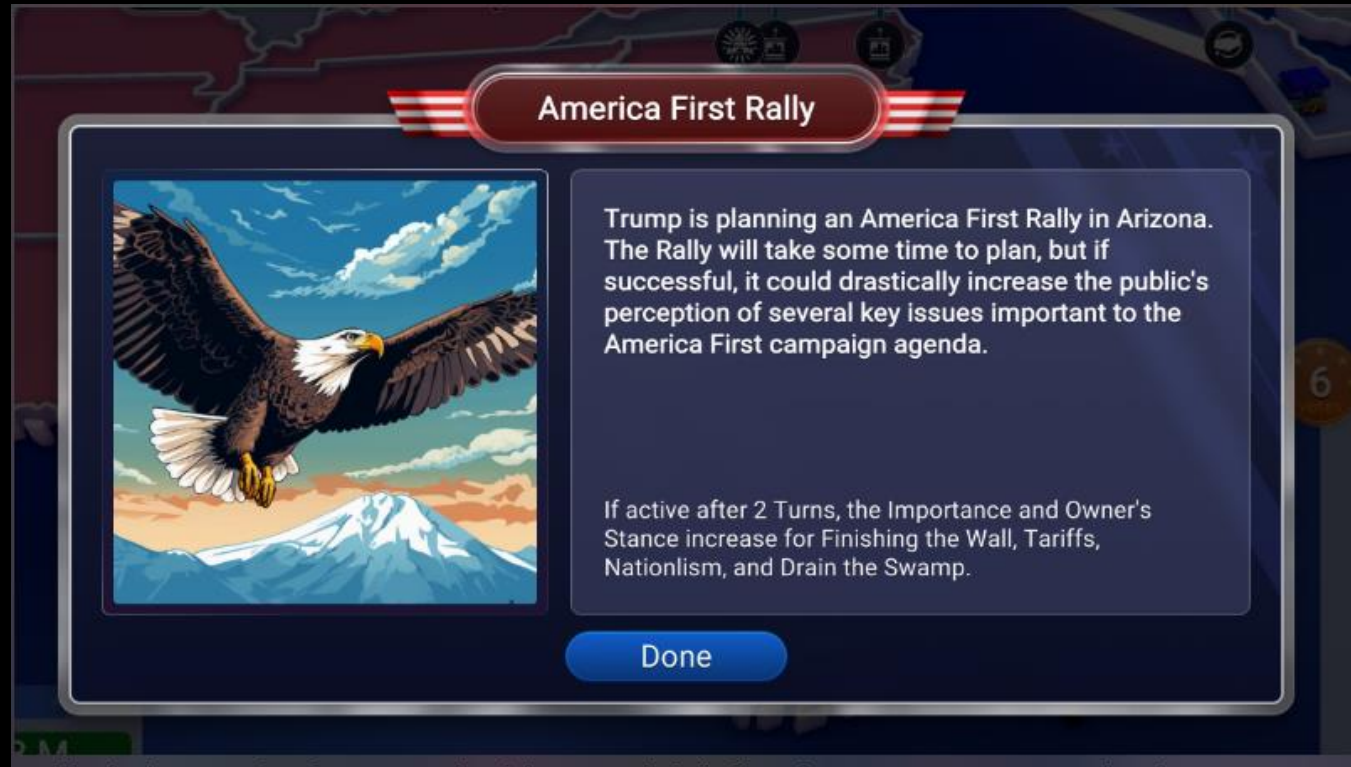 America First Rally
Trump is planning an America First Rally in Arizona.
The Rally will take some time to plan, but if
successful, it could drastically increase the public's
perception of several key issues important to the
America First campaign agenda.
6
If active after 2 Turns, the Importance and Owner's
Stance increase for Finishing the Wall, Tariffs,
Nationlism, and Drain the Swamp.
Done